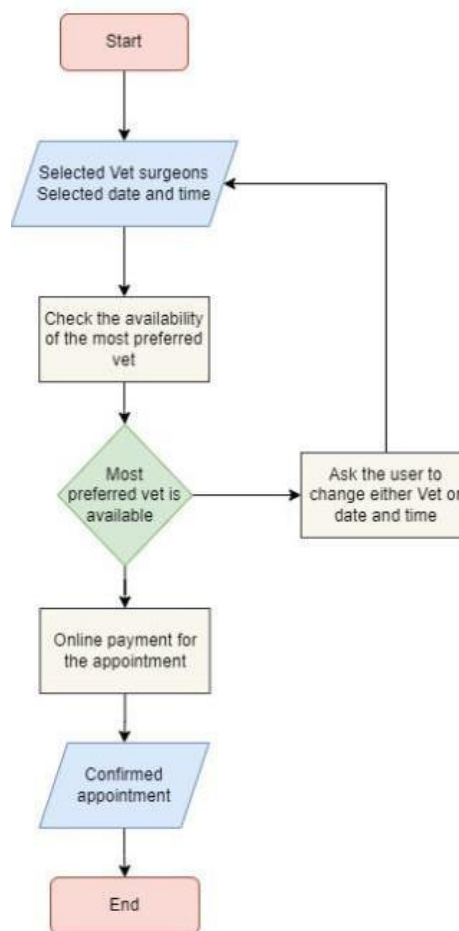 Start
Selected Vet surgeons
Selected date and time
Check the availability
of the most preferred
vet
Most
preferred vet is
available
Ask the user to
change either Vet or
date and time
Online payment for
the appointment
Confirmed
appointment
End